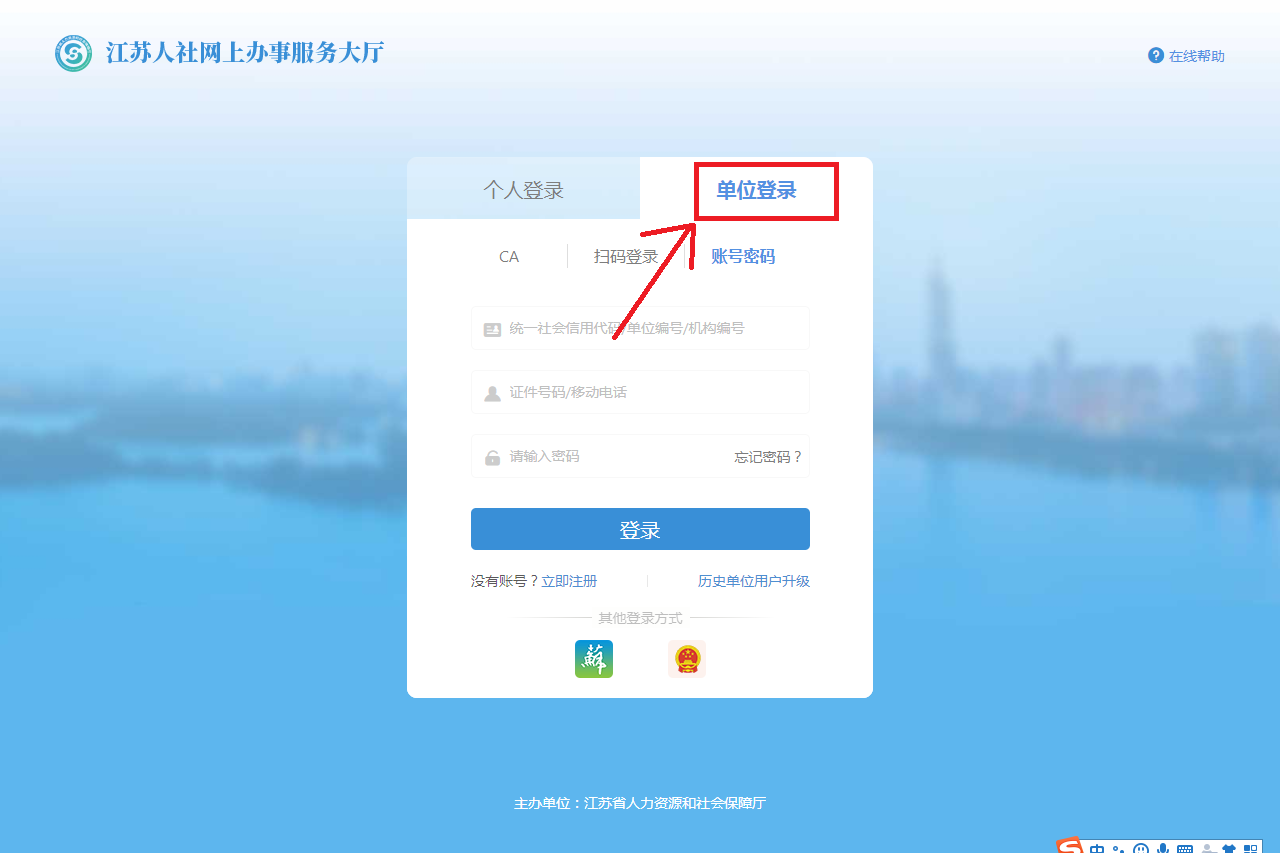 江苏人社网上办事服务大厅
在线帮助
个人登录
单位登录
CA
扫码登录
账号密码
统一社会信用代码/单位编号/机构编号
证件号码/移动电话
请输入密码
忘记密码？
登录
没有账号？立即注册
历史单位用户升级
其他登录方式
蘇
主办单位：江苏省人力资源和社会保障厅
中